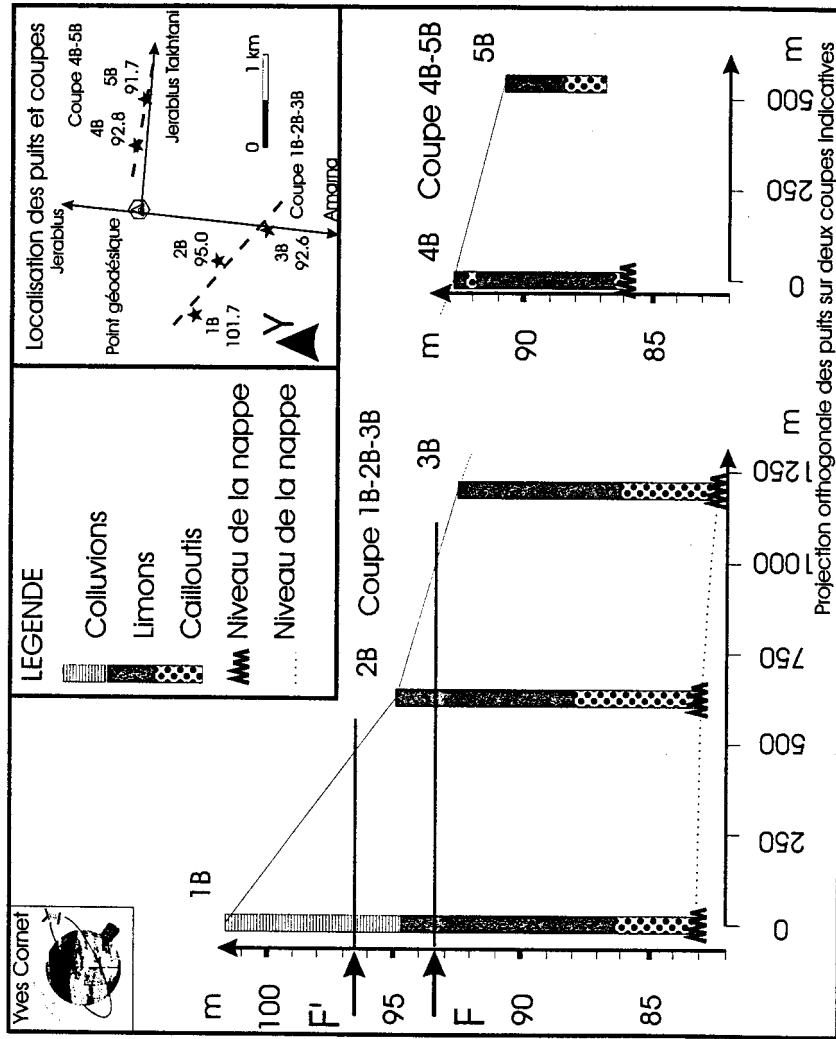 Yves Cornet
LEGENDE
Colluvions
Limons
Cailloutis
Niveau de la nappe
Niveau de la nappe
Localisation des puits et coupes
Jerablus
Point géodésique
4B
92.8
Coupe 4B-5B
5B
91.7
Jerablus Takhtani
1B
101.7
2B
95.0
3B
92.6
Coupe 1B-2B-3B
Amarna
Y
0 1 km
m
100
95
90
85
F'
F
1B
2B Coupe 1B-2B-3B
3B
0 250 500 750 1000 1250 m
m
90
85
4B Coupe 4B-5B
5B
0 250 500 m
Projection orthogonale des puits sur deux coupes indicatives